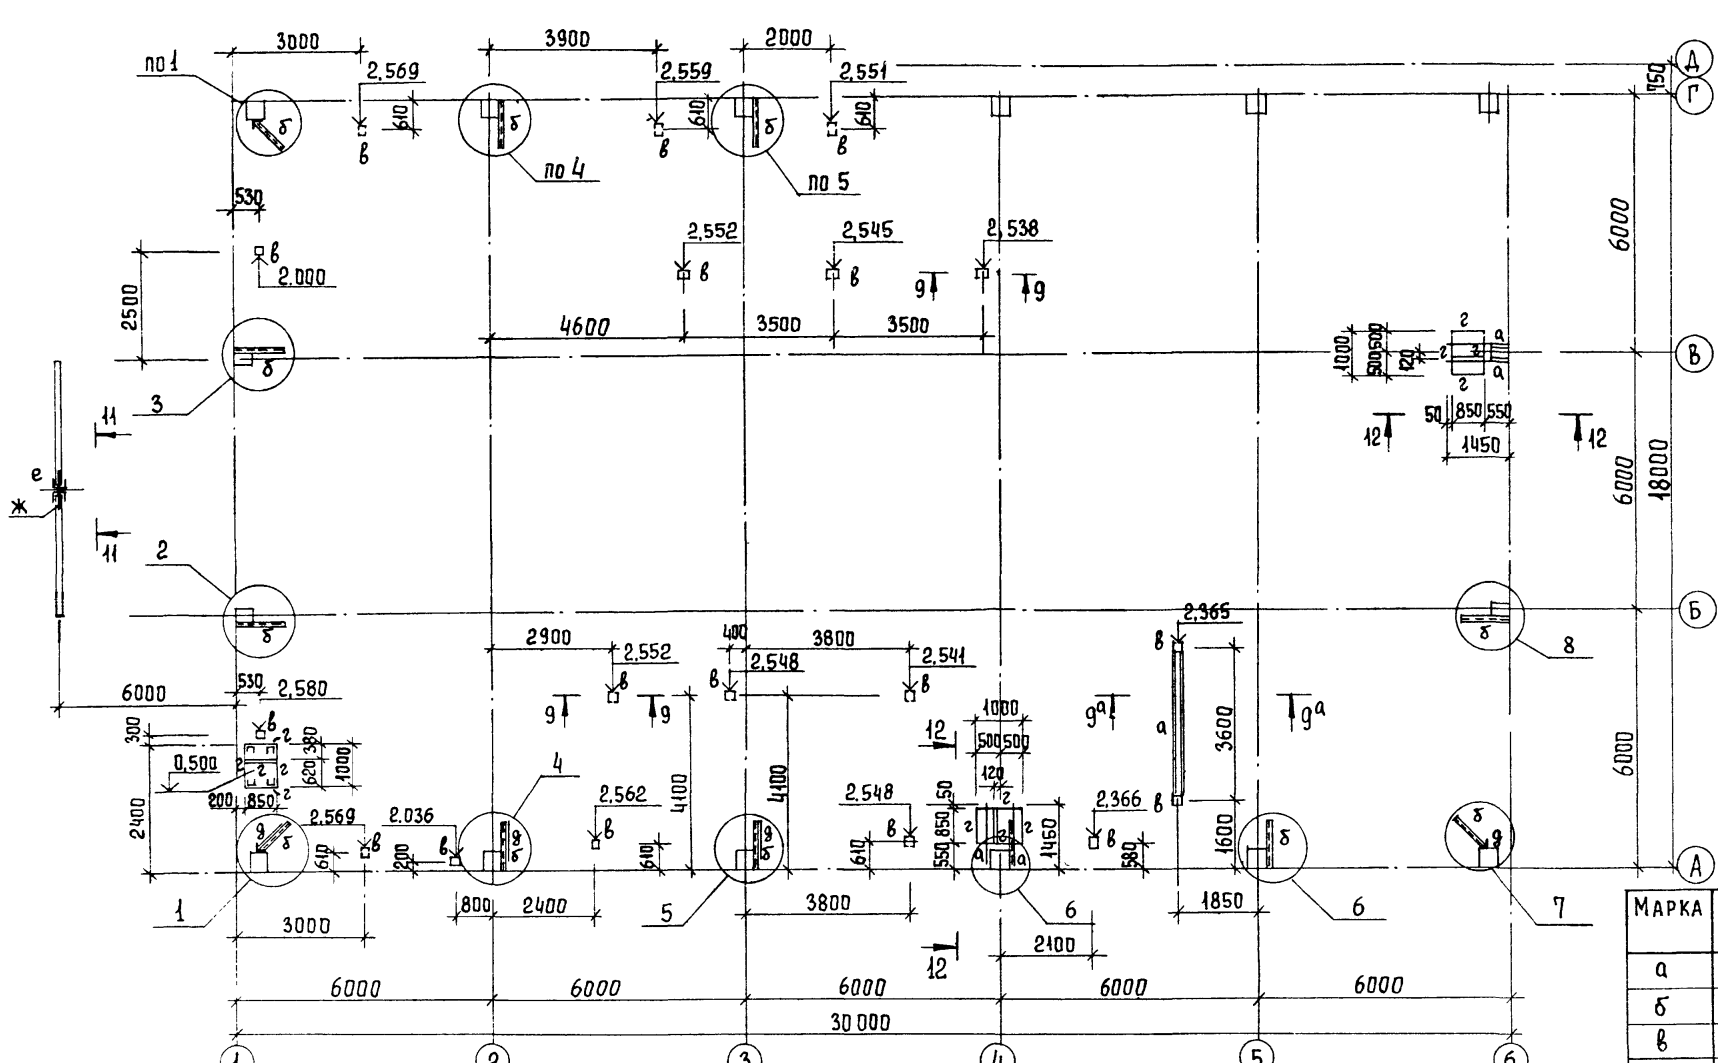 3000 3900 2000
Д
по 1 2,569 2,559 2,551 750
Г
610 610 610
б б б
в в в
по 4 по 5
530
6000
2,552 2,545 2,538
в в в
2.000 9 9
2500
4600 3500 3500
г а
1000 500 500 120 г г а
г
В
б
3
11 50 850 550
12 12
1450
е
6000 18000
ж
11
2
2,365
Б
б 2900 400 3800 в б
8
2,552 2,548 2,541
530 в в в
6000 2,580
9 9 9а 9а
1000
300 в г 380 12 а 3600
500 500
0,500 г г г 620 1000 4 120 6000
г 4100 4100
200 850 2,562 2,548 50 г 2,366
2400 2.569 2.036 в в г 850 г г 1450 в в
д б 610 в в 200 д б 610 д б 610 550 а а 580 1600 б д
А
1 800 2400 5 3800 6 1850 6 7
3000 2100
12
МАРКА
а
6000 6000 6000 6000 6000
б
30 000
в
1 2 3 4 5 6